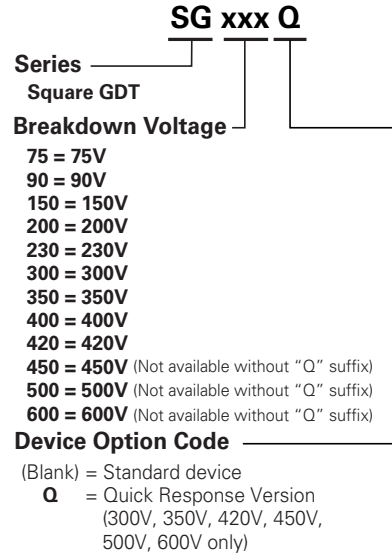 SG xxx Q
Series
Square GDT
Breakdown Voltage
75 = 75V
90 = 90V
150 = 150V
200 = 200V
230 = 230V
300 = 300V
350 = 350V
400 = 400V
420 = 420V
450 = 450V (Not available without “Q” suffix)
500 = 500V (Not available without “Q” suffix)
600 = 600V (Not available without “Q” suffix)
Device Option Code
(Blank) = Standard device
Q = Quick Response Version
(300V, 350V, 420V, 450V,
500V, 600V only)